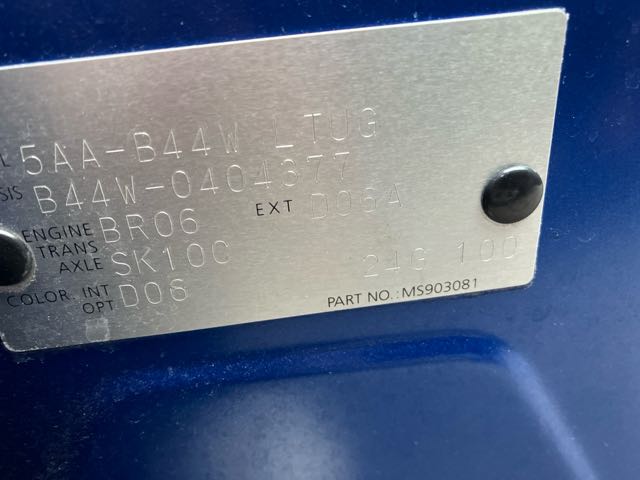 L 5AA-B44W LTUG
SIS B44W-0404377
ENGINE BR06 EXT D06A
TRANS
AXLE SK10C 24G 100
COLOR. INT D06
OPT
PART NO.:MS903081